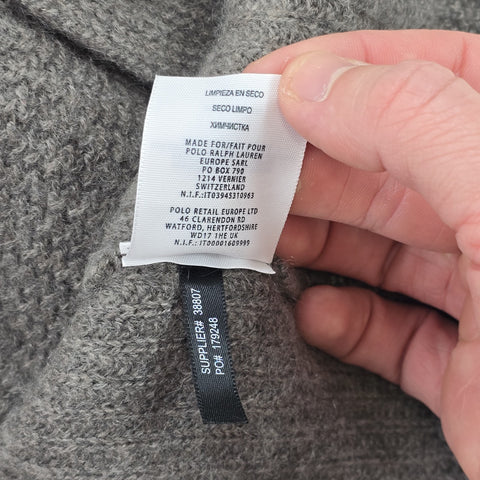 LIMPIEZA EN SECO
SECO LIMPO
ХИМЧИСТКА
MADE FOR/FAIT POUR
POLO RALPH LAUREN
EUROPE SARL
PO BOX 790
1214 VERNIER
SWITZERLAND
N.I.F.:IT03945310963
POLO RETAIL EUROPE LTD
46 CLARENDON RD
WATFORD, HERTFORDSHIRE
WD17 1HE UK
N.I.F.: IT00001609999
SUPPLIER# 38807
PO# 179248